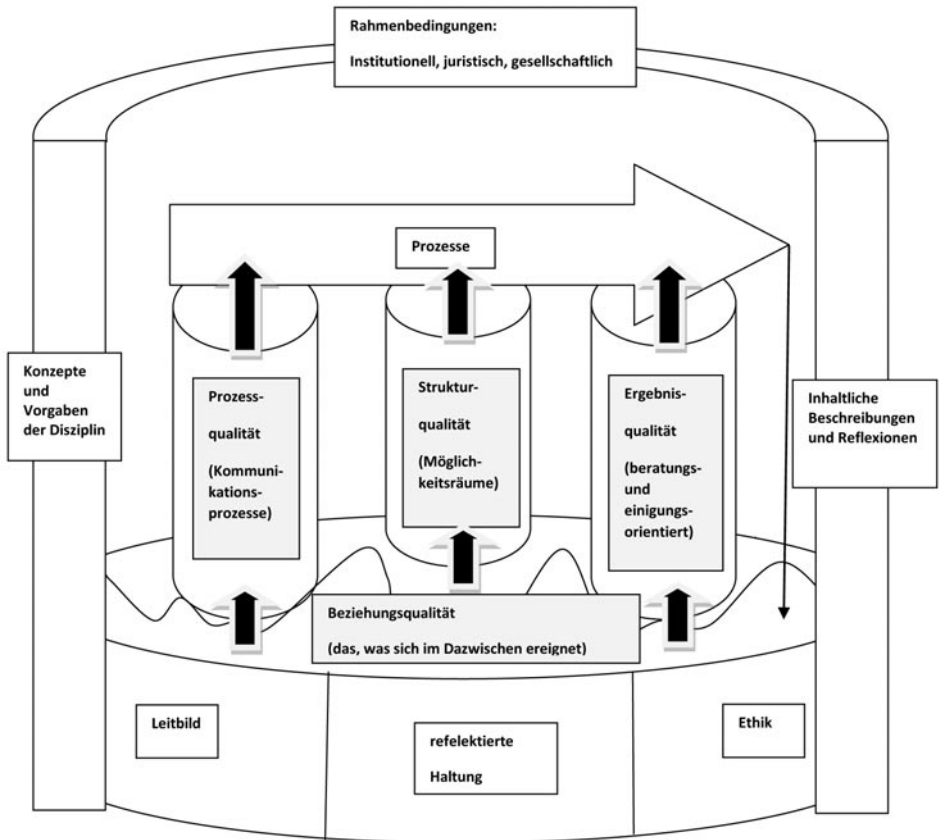 Rahmenbedingungen:
Institutionell, juristisch, gesellschaftlich
Prozesse
Konzepte
und
Vorgaben
der Disziplin
Prozess-
qualität
(Kommuni-
kations-
prozesse)
Struktur-
qualität
(Möglich-
keitsräume)
Ergebnis-
qualität
(beratungs-
und
einigungs-
orientiert)
Inhaltliche
Beschreibungen
und Reflexionen
Beziehungsqualität
(das, was sich im Dazwischen ereignet)
Leitbild
refelektierte
Haltung
Ethik